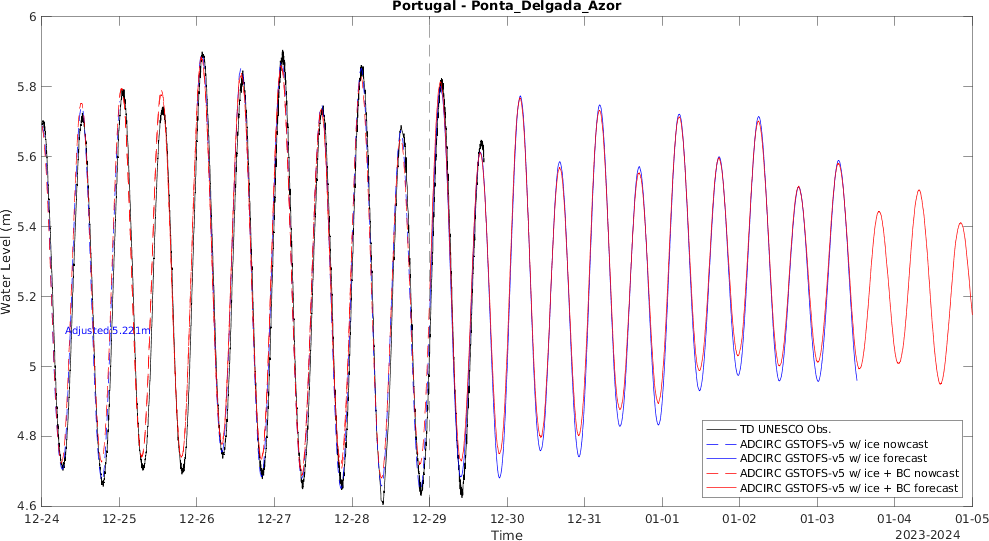 Portugal - Ponta_Delgada_Azor
Water Level (m)
6
5.8
5.6
5.4
5.2
5
4.8
4.6
Adjusted:5.221m
TD UNESCO Obs.
ADCIRC GSTOFS-v5 w/ ice nowcast
ADCIRC GSTOFS-v5 w/ ice forecast
ADCIRC GSTOFS-v5 w/ ice + BC nowcast
ADCIRC GSTOFS-v5 w/ ice + BC forecast
12-24 12-25 12-26 12-27 12-28 12-29 12-30 12-31 01-01 01-02 01-03 01-04 01-05
Time
2023-2024